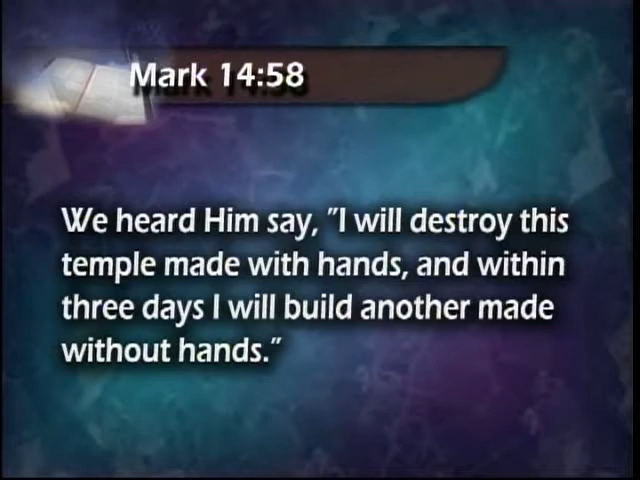 Mark 14:58
We heard Him say, "I will destroy this
temple made with hands, and within
three days I will build another made
without hands."